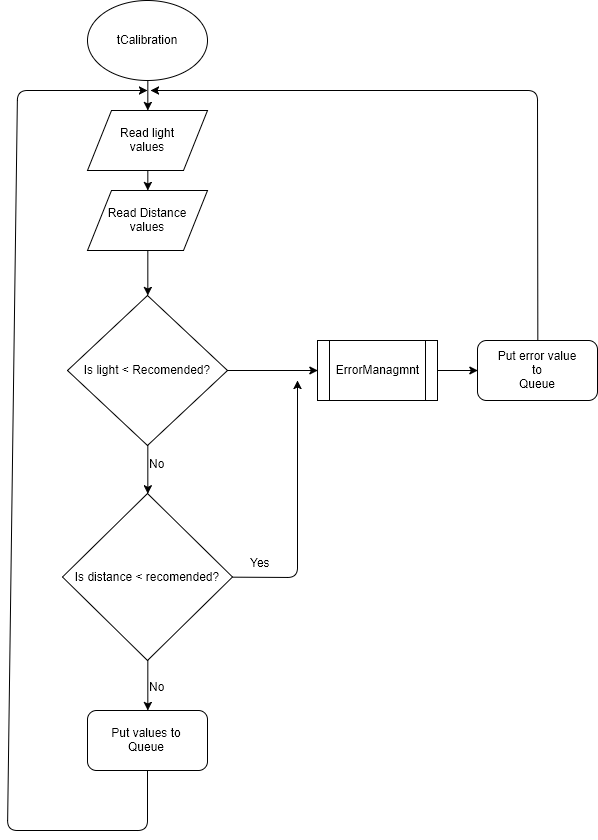 tCalibration
Read light
values
Read Distance
values
Is light < Recomended?
ErrorManagmnt
Put error value
to
Queue
No
Is distance < recomended?
Yes
No
Put values to
Queue